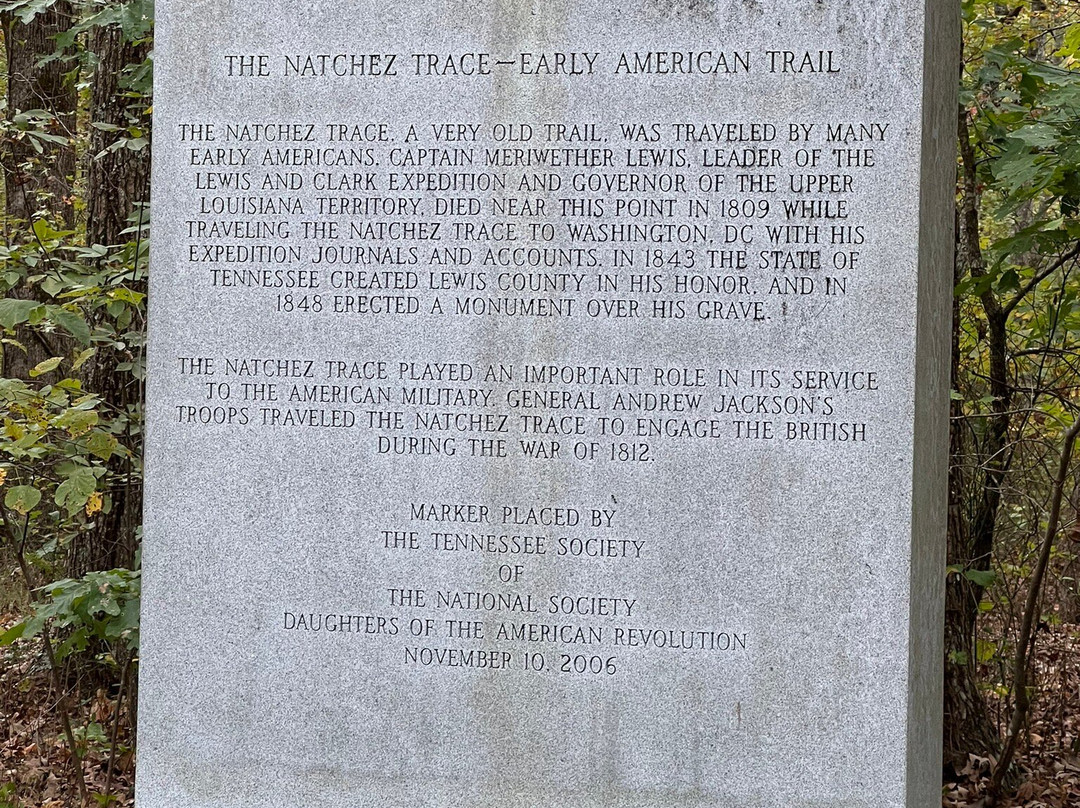 THE NATCHEZ TRACE—EARLY AMERICAN TRAIL
THE NATCHEZ TRACE, A VERY OLD TRAIL, WAS TRAVELED BY MANY
EARLY AMERICANS. CAPTAIN MERIWETHER LEWIS, LEADER OF THE
LEWIS AND CLARK EXPEDITION AND GOVERNOR OF THE UPPER
LOUISIANA TERRITORY, DIED NEAR THIS POINT IN 1809 WHILE
TRAVELING THE NATCHEZ TRACE TO WASHINGTON, DC WITH HIS
EXPEDITION JOURNALS AND ACCOUNTS. IN 1843 THE STATE OF
TENNESSEE CREATED LEWIS COUNTY IN HIS HONOR, AND IN
1848 ERECTED A MONUMENT OVER HIS GRAVE.
THE NATCHEZ TRACE PLAYED AN IMPORTANT ROLE IN ITS SERVICE
TO THE AMERICAN MILITARY. GENERAL ANDREW JACKSON'S
TROOPS TRAVELED THE NATCHEZ TRACE TO ENGAGE THE BRITISH
DURING THE WAR OF 1812.
MARKER PLACED BY
THE TENNESSEE SOCIETY
OF
THE NATIONAL SOCIETY
DAUGHTERS OF THE AMERICAN REVOLUTION
NOVEMBER 10, 2006